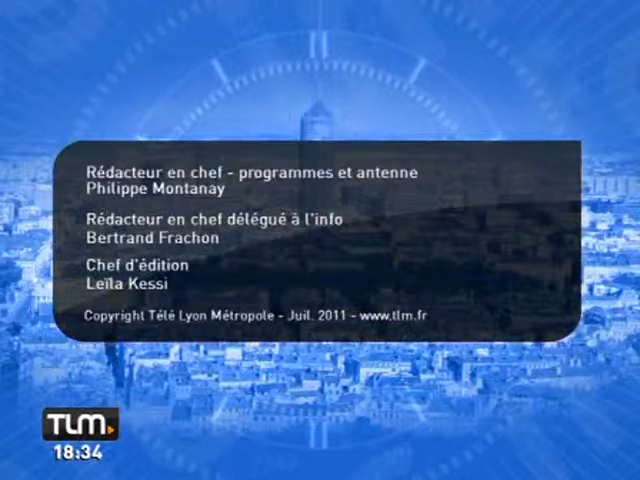 Rédacteur en chef - programmes et antenne
Philippe Montanay
Rédacteur en chef délégué à l'info
Bertrand Frachon
Chef d'édition
Leïla Kessi
Copyright Télé Lyon Métropole - Juil. 2011 - www.tlm.fr
TLM
18:34